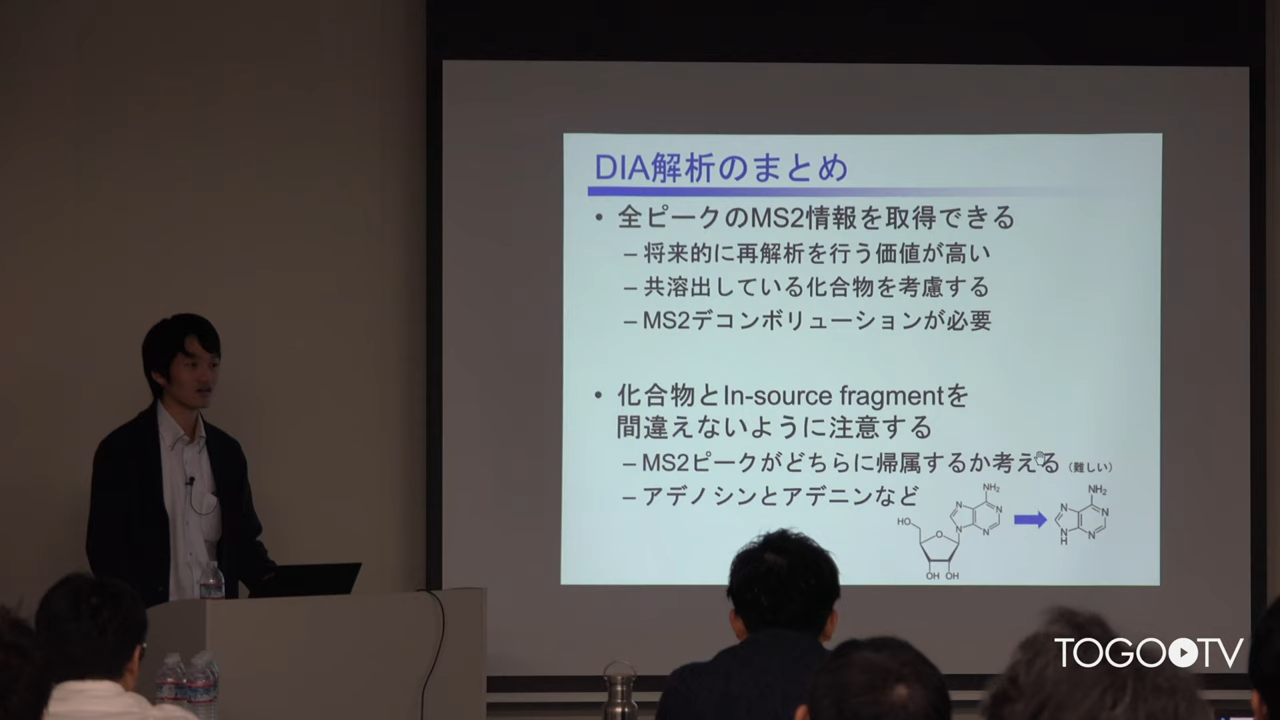 DIA解析のまとめ
• 全ピークのMS2情報を取得できる
– 将来的に再解析を行う価値が高い
– 共溶出している化合物を考慮する
– MS2デコンボリューションが必要
• 化合物とIn-source fragmentを
間違えないように注意する
– MS2ピークがどちらに帰属するか考える（難しい）
– アデノシンとアデニンなど
NH₂
N
N
N
N
HO
O
OH OH
NH₂
N
N
N
N
H
TOGOTV